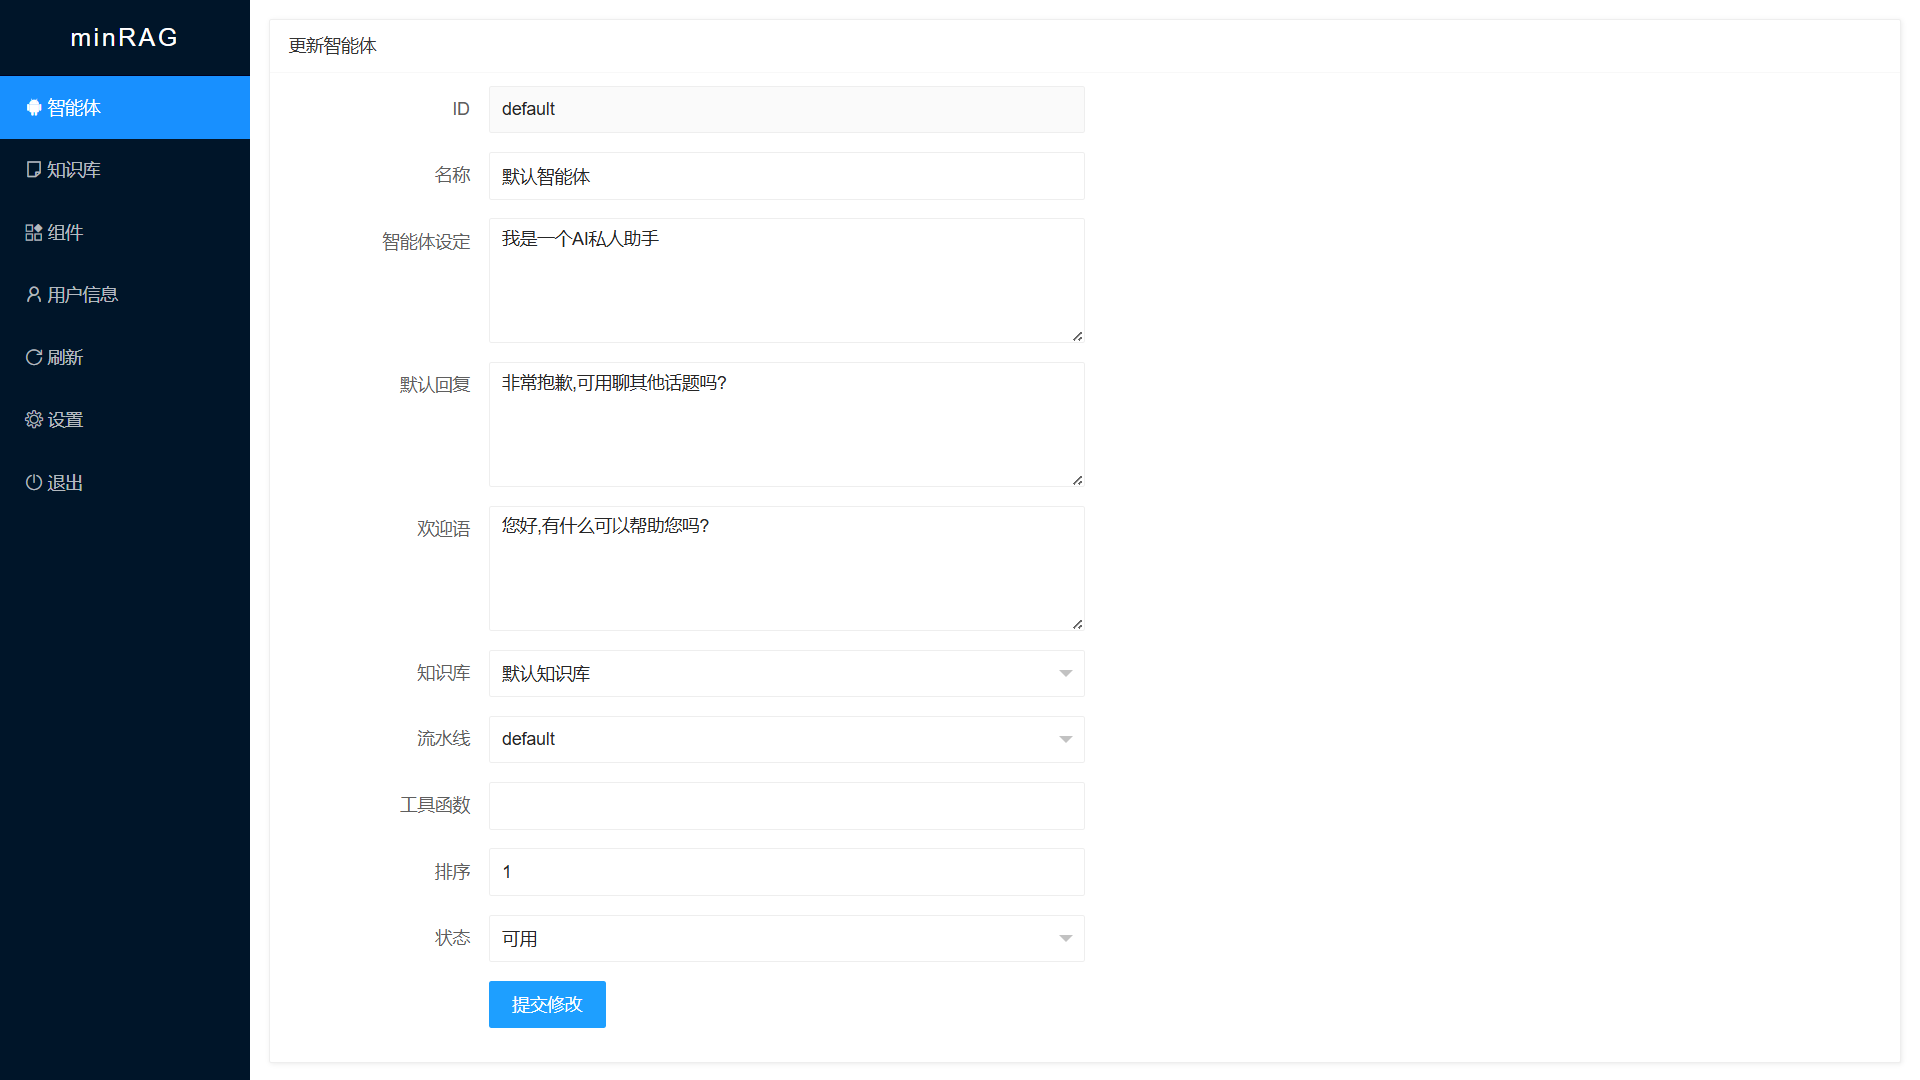 minRAG
智能体
知识库
组件
用户信息
刷新
设置
退出
更新智能体
ID
default
名称
默认智能体
智能体设定
我是一个AI私人助手
默认回复
非常抱歉,可用聊其他话题吗?
欢迎语
您好,有什么可以帮助您吗?
知识库
默认知识库
流水线
default
工具函数
排序
1
状态
可用
提交修改